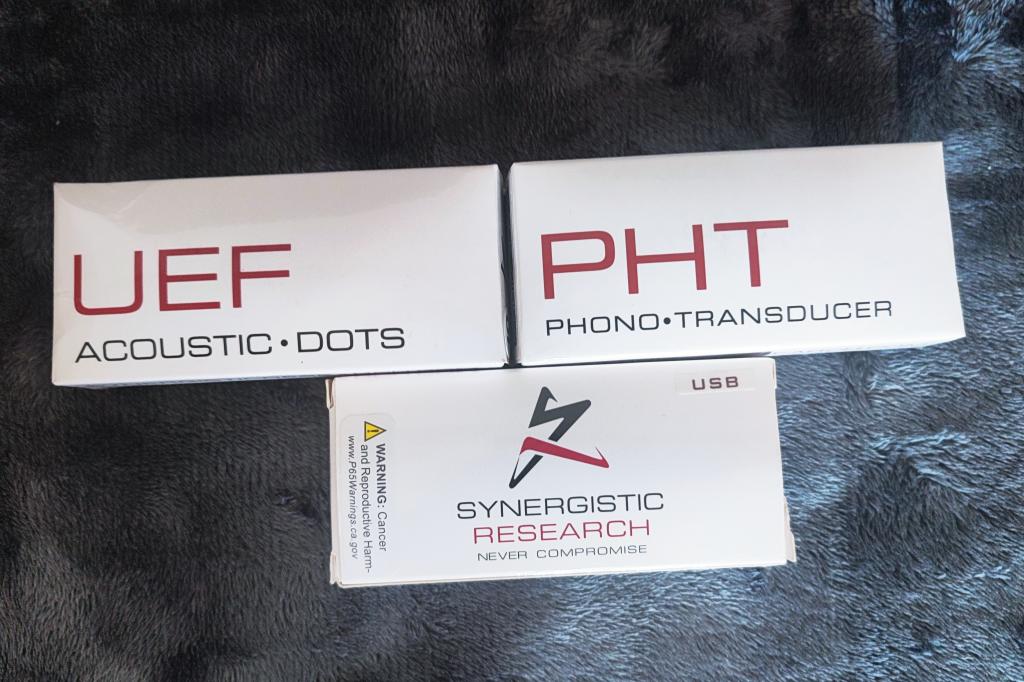 UEF
ACOUSTIC•DOTS
PHT
PHONO•TRANSDUCER
USB
WARNING: Cancer
and Reproductive Harm-
www.P65Warnings.ca.gov
SYNERGISTIC
RESEARCH
NEVER COMPROMISE